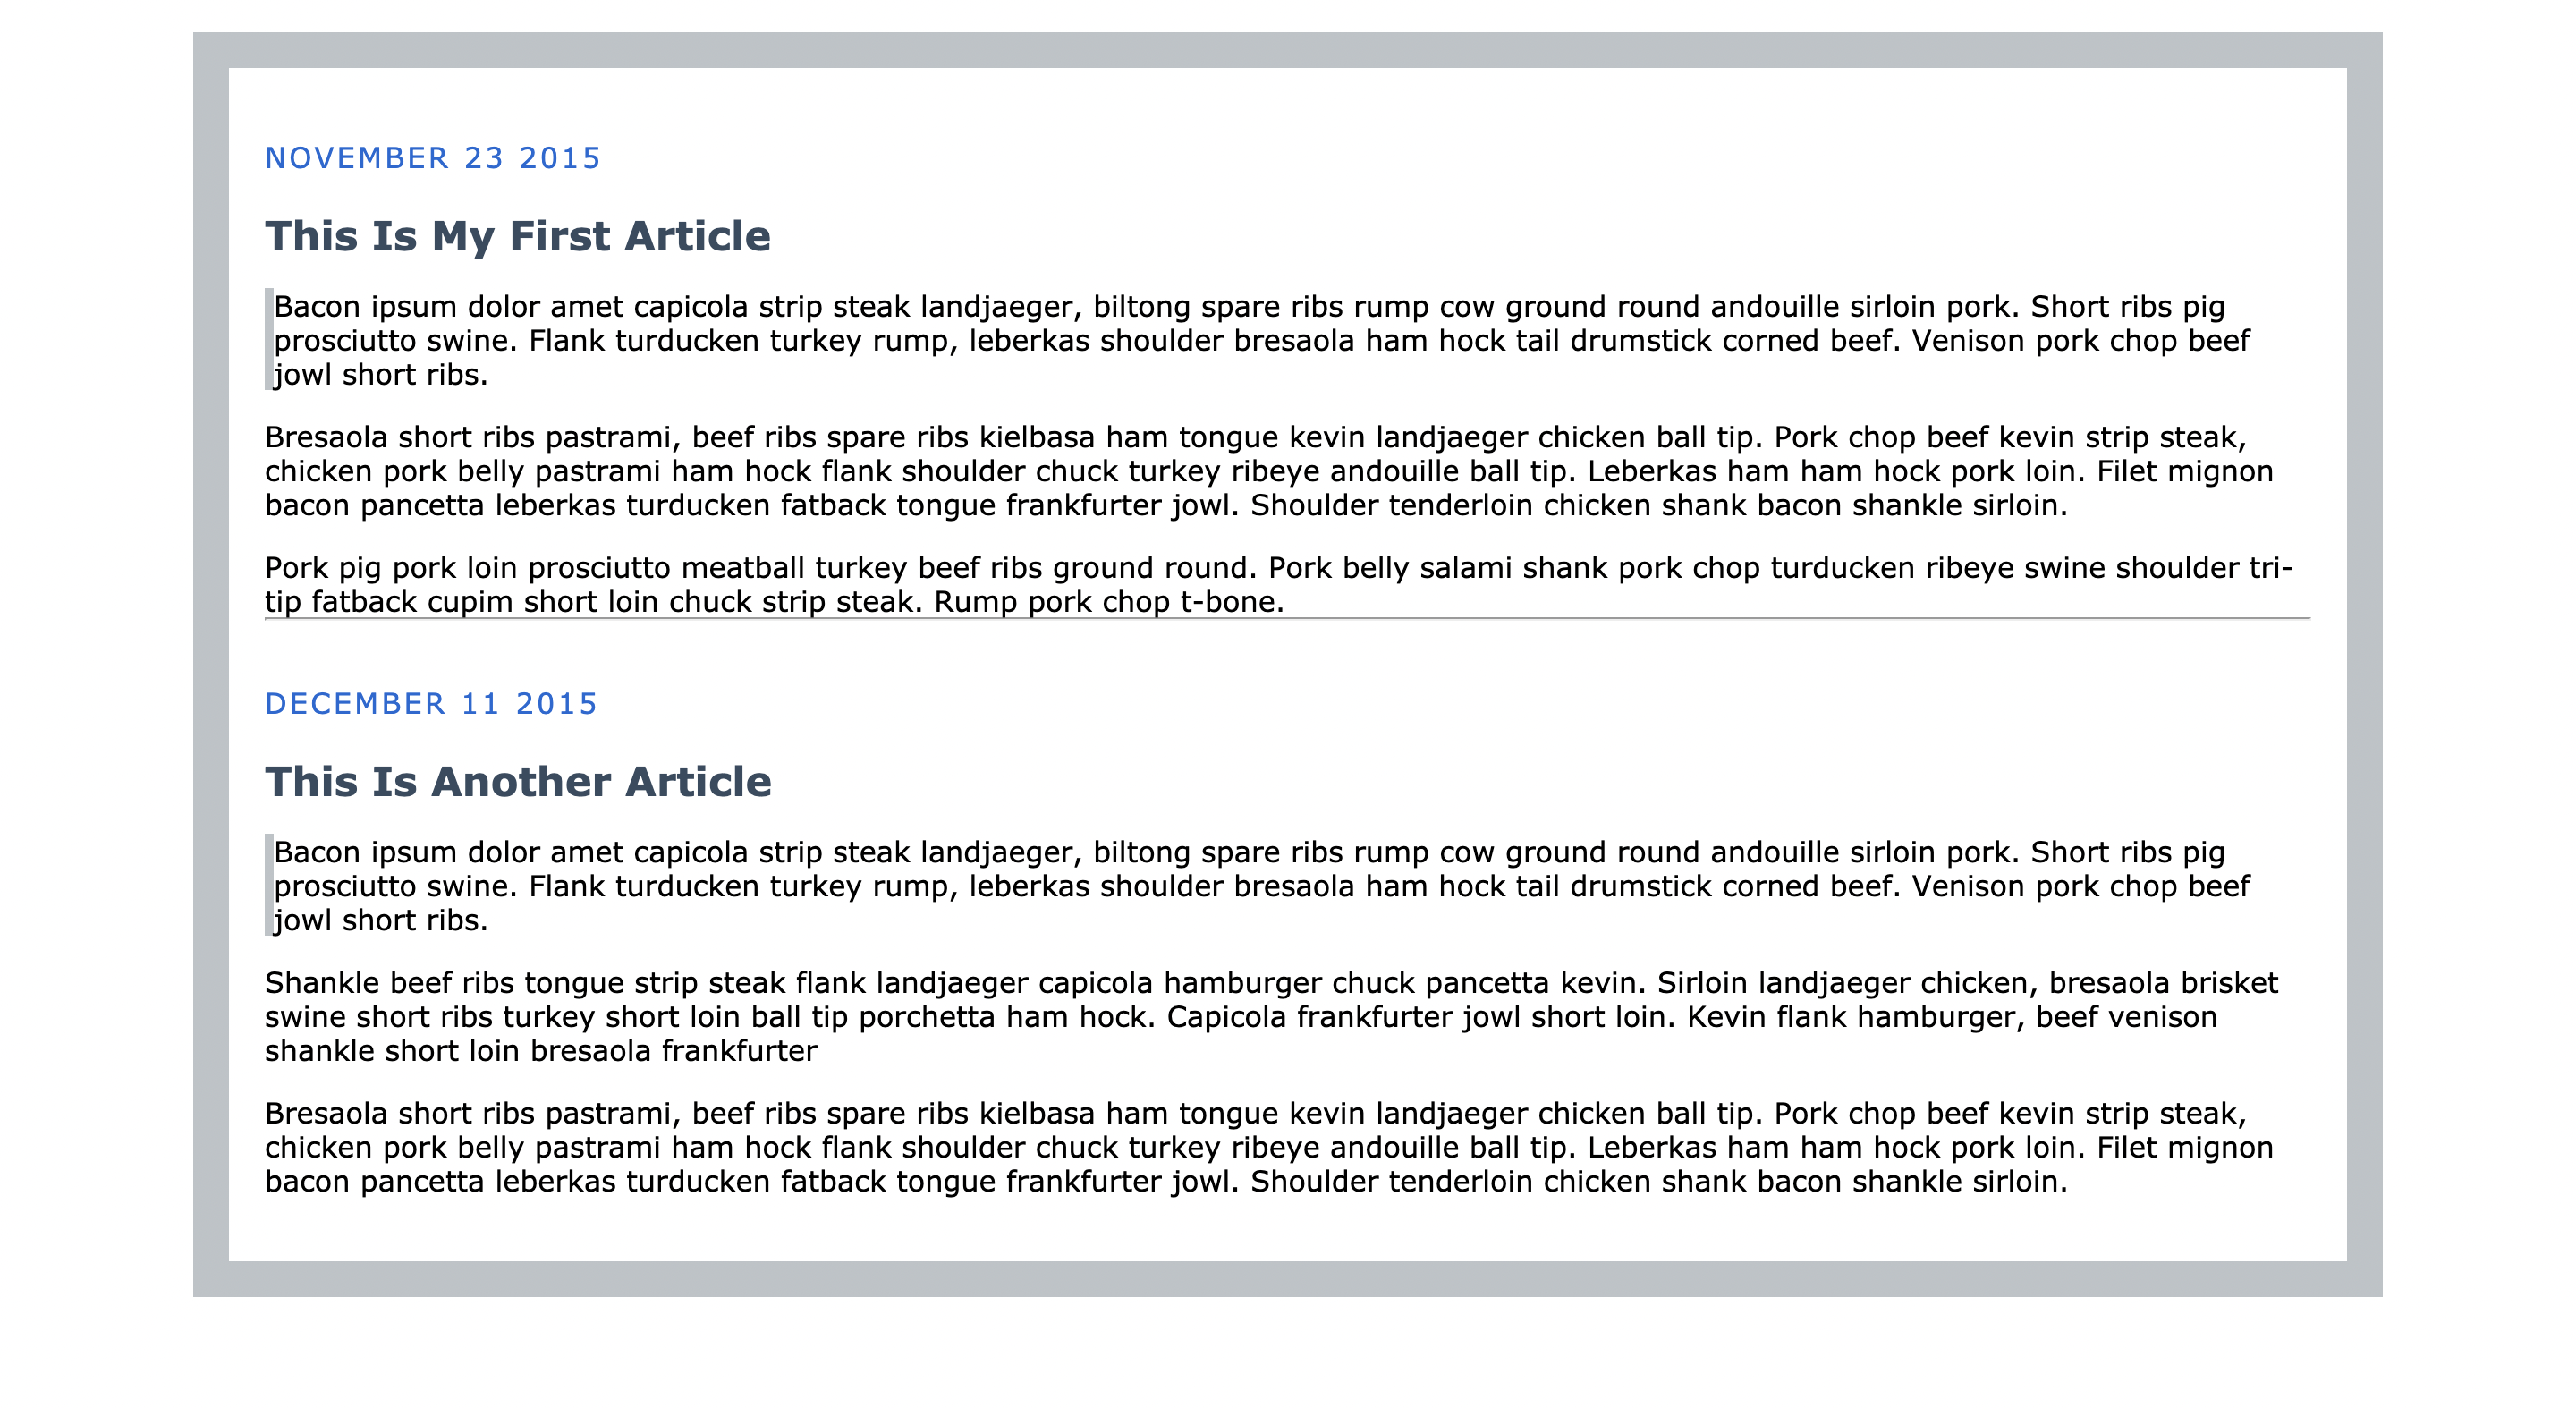 NOVEMBER 23 2015
This Is My First Article
Bacon ipsum dolor amet capicola strip steak landjaeger, biltong spare ribs rump cow ground round andouille sirloin pork. Short ribs pig
prosciutto swine. Flank turducken turkey rump, leberkas shoulder bresaola ham hock tail drumstick corned beef. Venison pork chop beef
jowl short ribs.
Bresaola short ribs pastrami, beef ribs spare ribs kielbasa ham tongue kevin landjaeger chicken ball tip. Pork chop beef kevin strip steak,
chicken pork belly pastrami ham hock flank shoulder chuck turkey ribeye andouille ball tip. Leberkas ham ham hock pork loin. Filet mignon
bacon pancetta leberkas turducken fatback tongue frankfurter jowl. Shoulder tenderloin chicken shank bacon shankle sirloin.
Pork pig pork loin prosciutto meatball turkey beef ribs ground round. Pork belly salami shank pork chop turducken ribeye swine shoulder tri-
tip fatback cupim short loin chuck strip steak. Rump pork chop t-bone.
DECEMBER 11 2015
This Is Another Article
Bacon ipsum dolor amet capicola strip steak landjaeger, biltong spare ribs rump cow ground round andouille sirloin pork. Short ribs pig
prosciutto swine. Flank turducken turkey rump, leberkas shoulder bresaola ham hock tail drumstick corned beef. Venison pork chop beef
jowl short ribs.
Shankle beef ribs tongue strip steak flank landjaeger capicola hamburger chuck pancetta kevin. Sirloin landjaeger chicken, bresaola brisket
swine short ribs turkey short loin ball tip porchetta ham hock. Capicola frankfurter jowl short loin. Kevin flank hamburger, beef venison
shankle short loin bresaola frankfurter
Bresaola short ribs pastrami, beef ribs spare ribs kielbasa ham tongue kevin landjaeger chicken ball tip. Pork chop beef kevin strip steak,
chicken pork belly pastrami ham hock flank shoulder chuck turkey ribeye andouille ball tip. Leberkas ham ham hock pork loin. Filet mignon
bacon pancetta leberkas turducken fatback tongue frankfurter jowl. Shoulder tenderloin chicken shank bacon shankle sirloin.